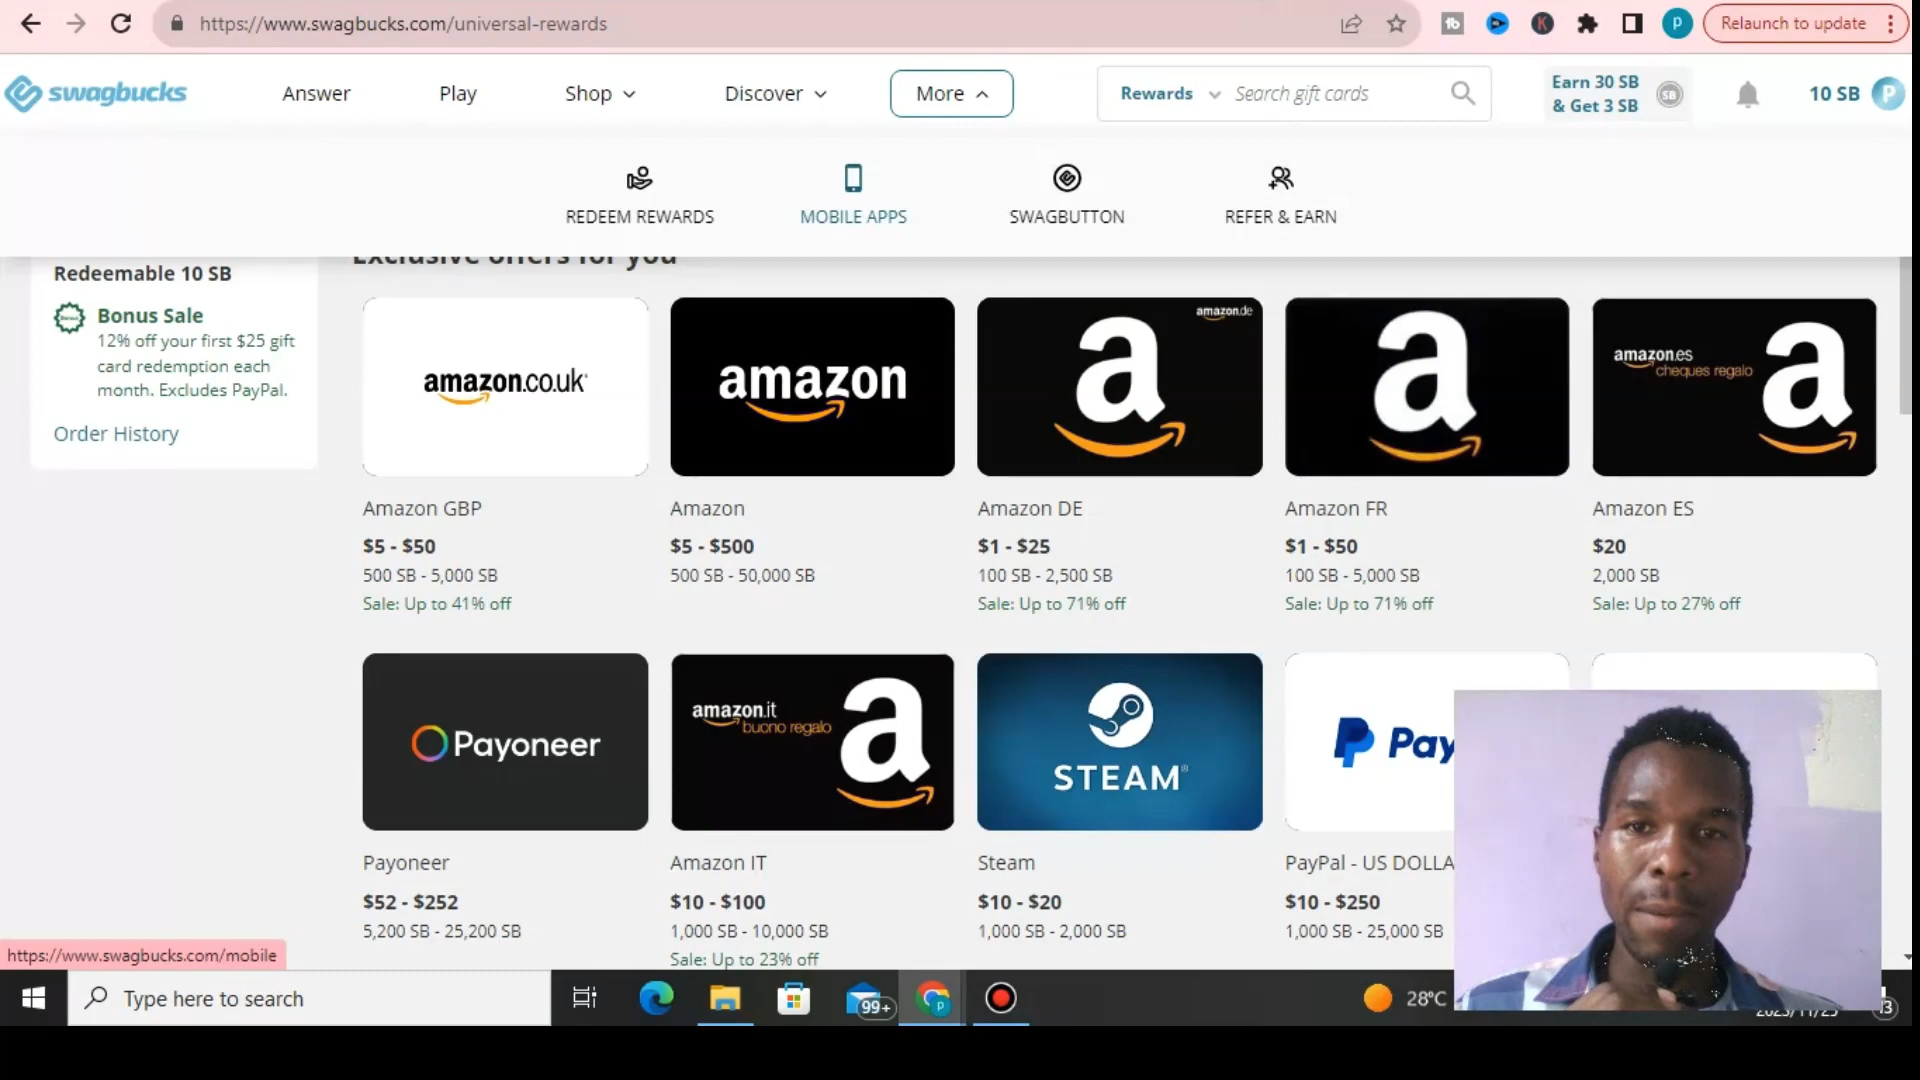 https://www.swagbucks.com/universal-rewards
Relaunch to update
P
swagbucks
Answer
Play
Shop
Discover
More
Rewards
Search gift cards
Earn 30 SB
& Get 3 SB
SB
10 SB
P
REDEEM REWARDS
MOBILE APPS
SWAGBUTTON
REFER & EARN
Exclusive offers for you
Redeemable 10 SB
Bonus Sale
12% off your first $25 gift
card redemption each
month. Excludes PayPal.
Order History
amazon.co.uk
amazon
amazon.de
a
a
amazon.es
cheques regalo
a
Amazon GBP
$5 - $50
500 SB - 5,000 SB
Sale: Up to 41% off
Amazon
$5 - $500
500 SB - 50,000 SB
Amazon DE
$1 - $25
100 SB - 2,500 SB
Sale: Up to 71% off
Amazon FR
$1 - $50
100 SB - 5,000 SB
Sale: Up to 71% off
Amazon ES
$20
2,000 SB
Sale: Up to 27% off
Payoneer
amazon.it
buono regalo
a
STEAM
Pay
Payoneer
$52 - $252
5,200 SB - 25,200 SB
Amazon IT
$10 - $100
1,000 SB - 10,000 SB
Sale: Up to 23% off
Steam
$10 - $20
1,000 SB - 2,000 SB
PayPal - US DOLLA
$10 - $250
1,000 SB - 25,000 SB
https://www.swagbucks.com/mobile
Type here to search
99+
28°C